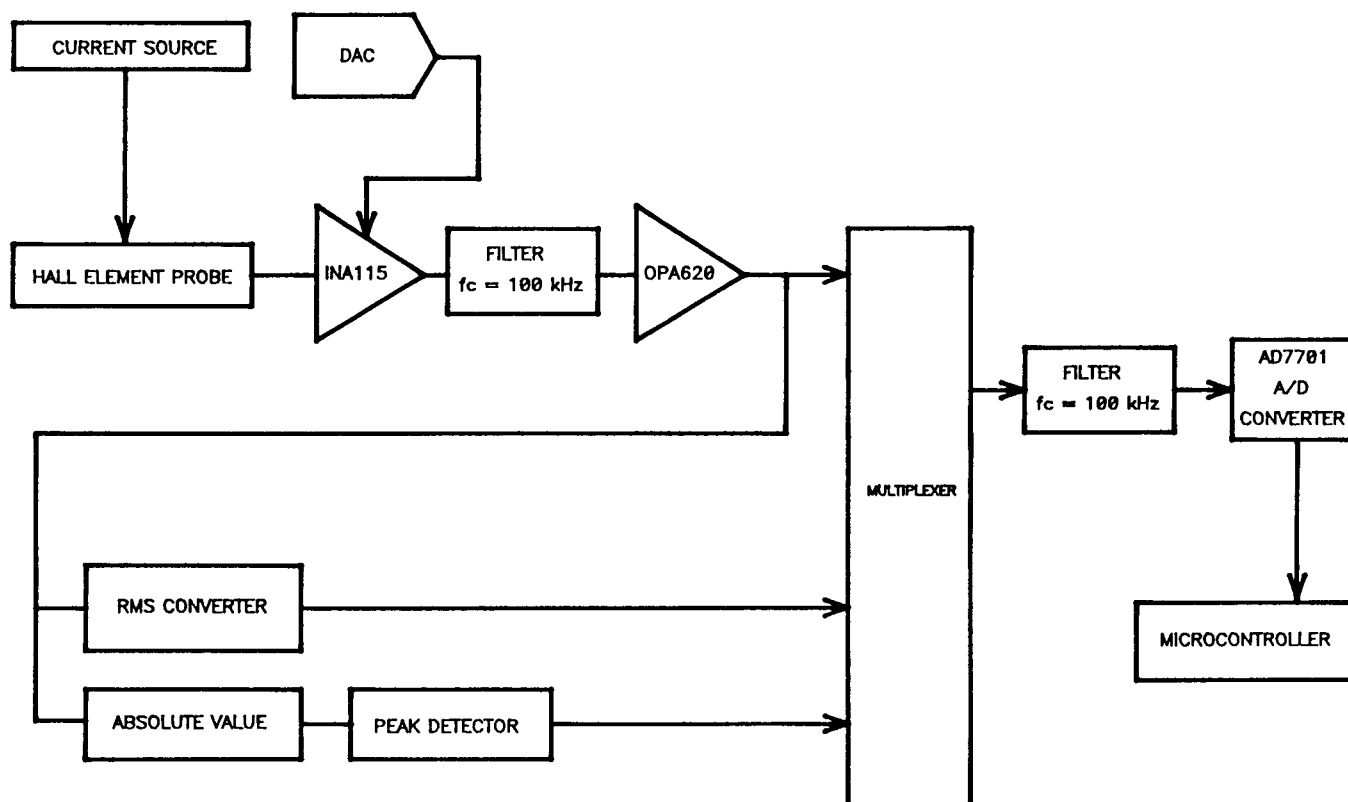 CURRENT SOURCE
DAC
HALL ELEMENT PROBE
INA115
FILTER
fc = 100 kHz
OPA620
FILTER
fc = 100 kHz
AD7701
A/D
CONVERTER
MULTIPLEXER
RMS CONVERTER
MICROCONTROLLER
ABSOLUTE VALUE
PEAK DETECTOR